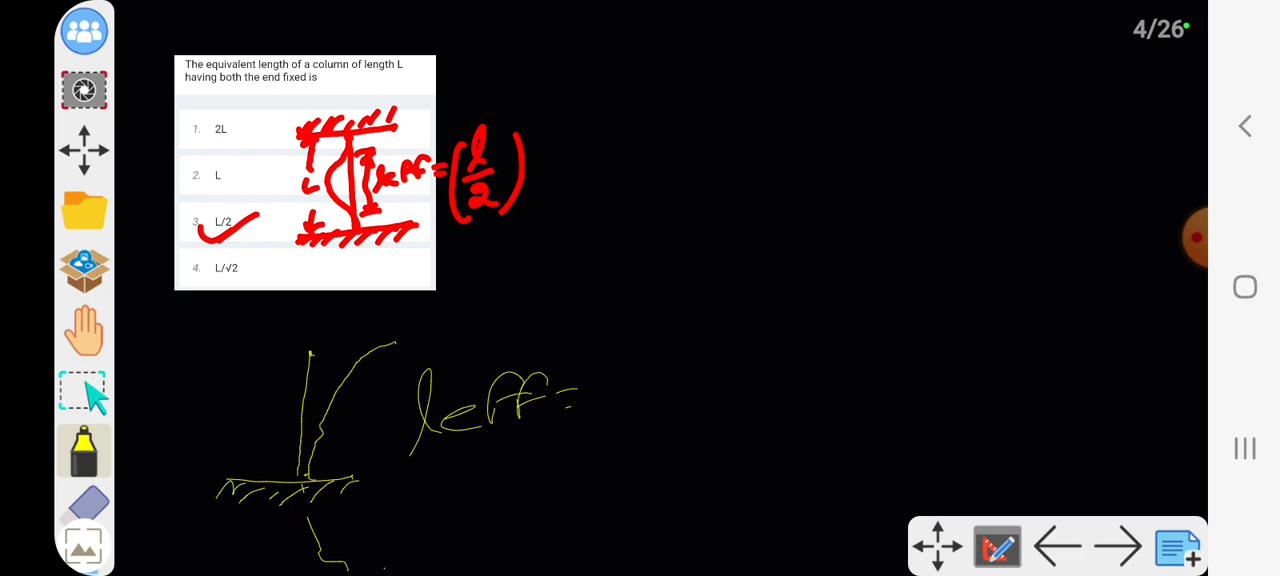 4/26
The equivalent length of a column of length L
having both the end fixed is
1. 2L
2. L
3. L/2
4. L/√2
L
leff = (l/2)
leff =